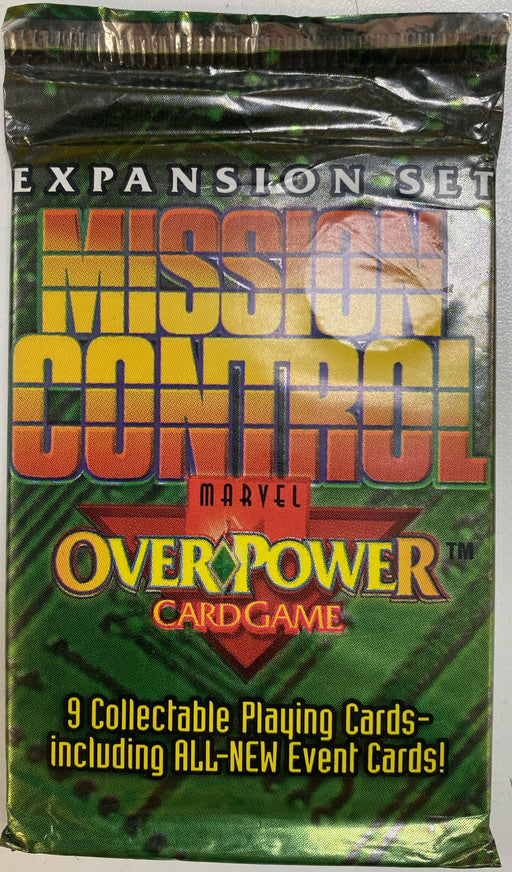 EXPANSION SET
MISSION
CONTROL
MARVEL
OVERPOWER™
CARD GAME
9 Collectable Playing Cards-
including ALL-NEW Event Cards!